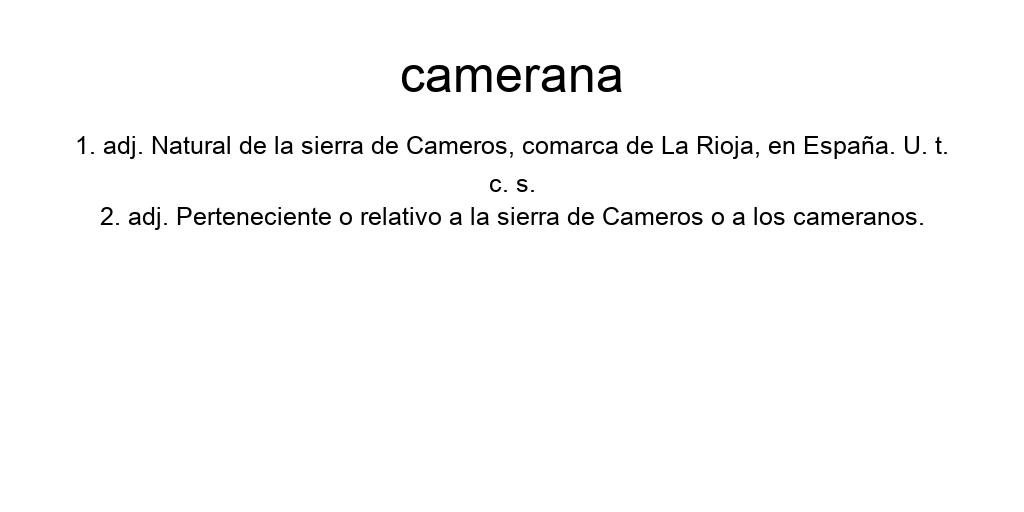 camerana
1. adj. Natural de la sierra de Cameros, comarca de La Rioja, en España. U. t.
c. s.
2. adj. Perteneciente o relativo a la sierra de Cameros o a los cameranos.